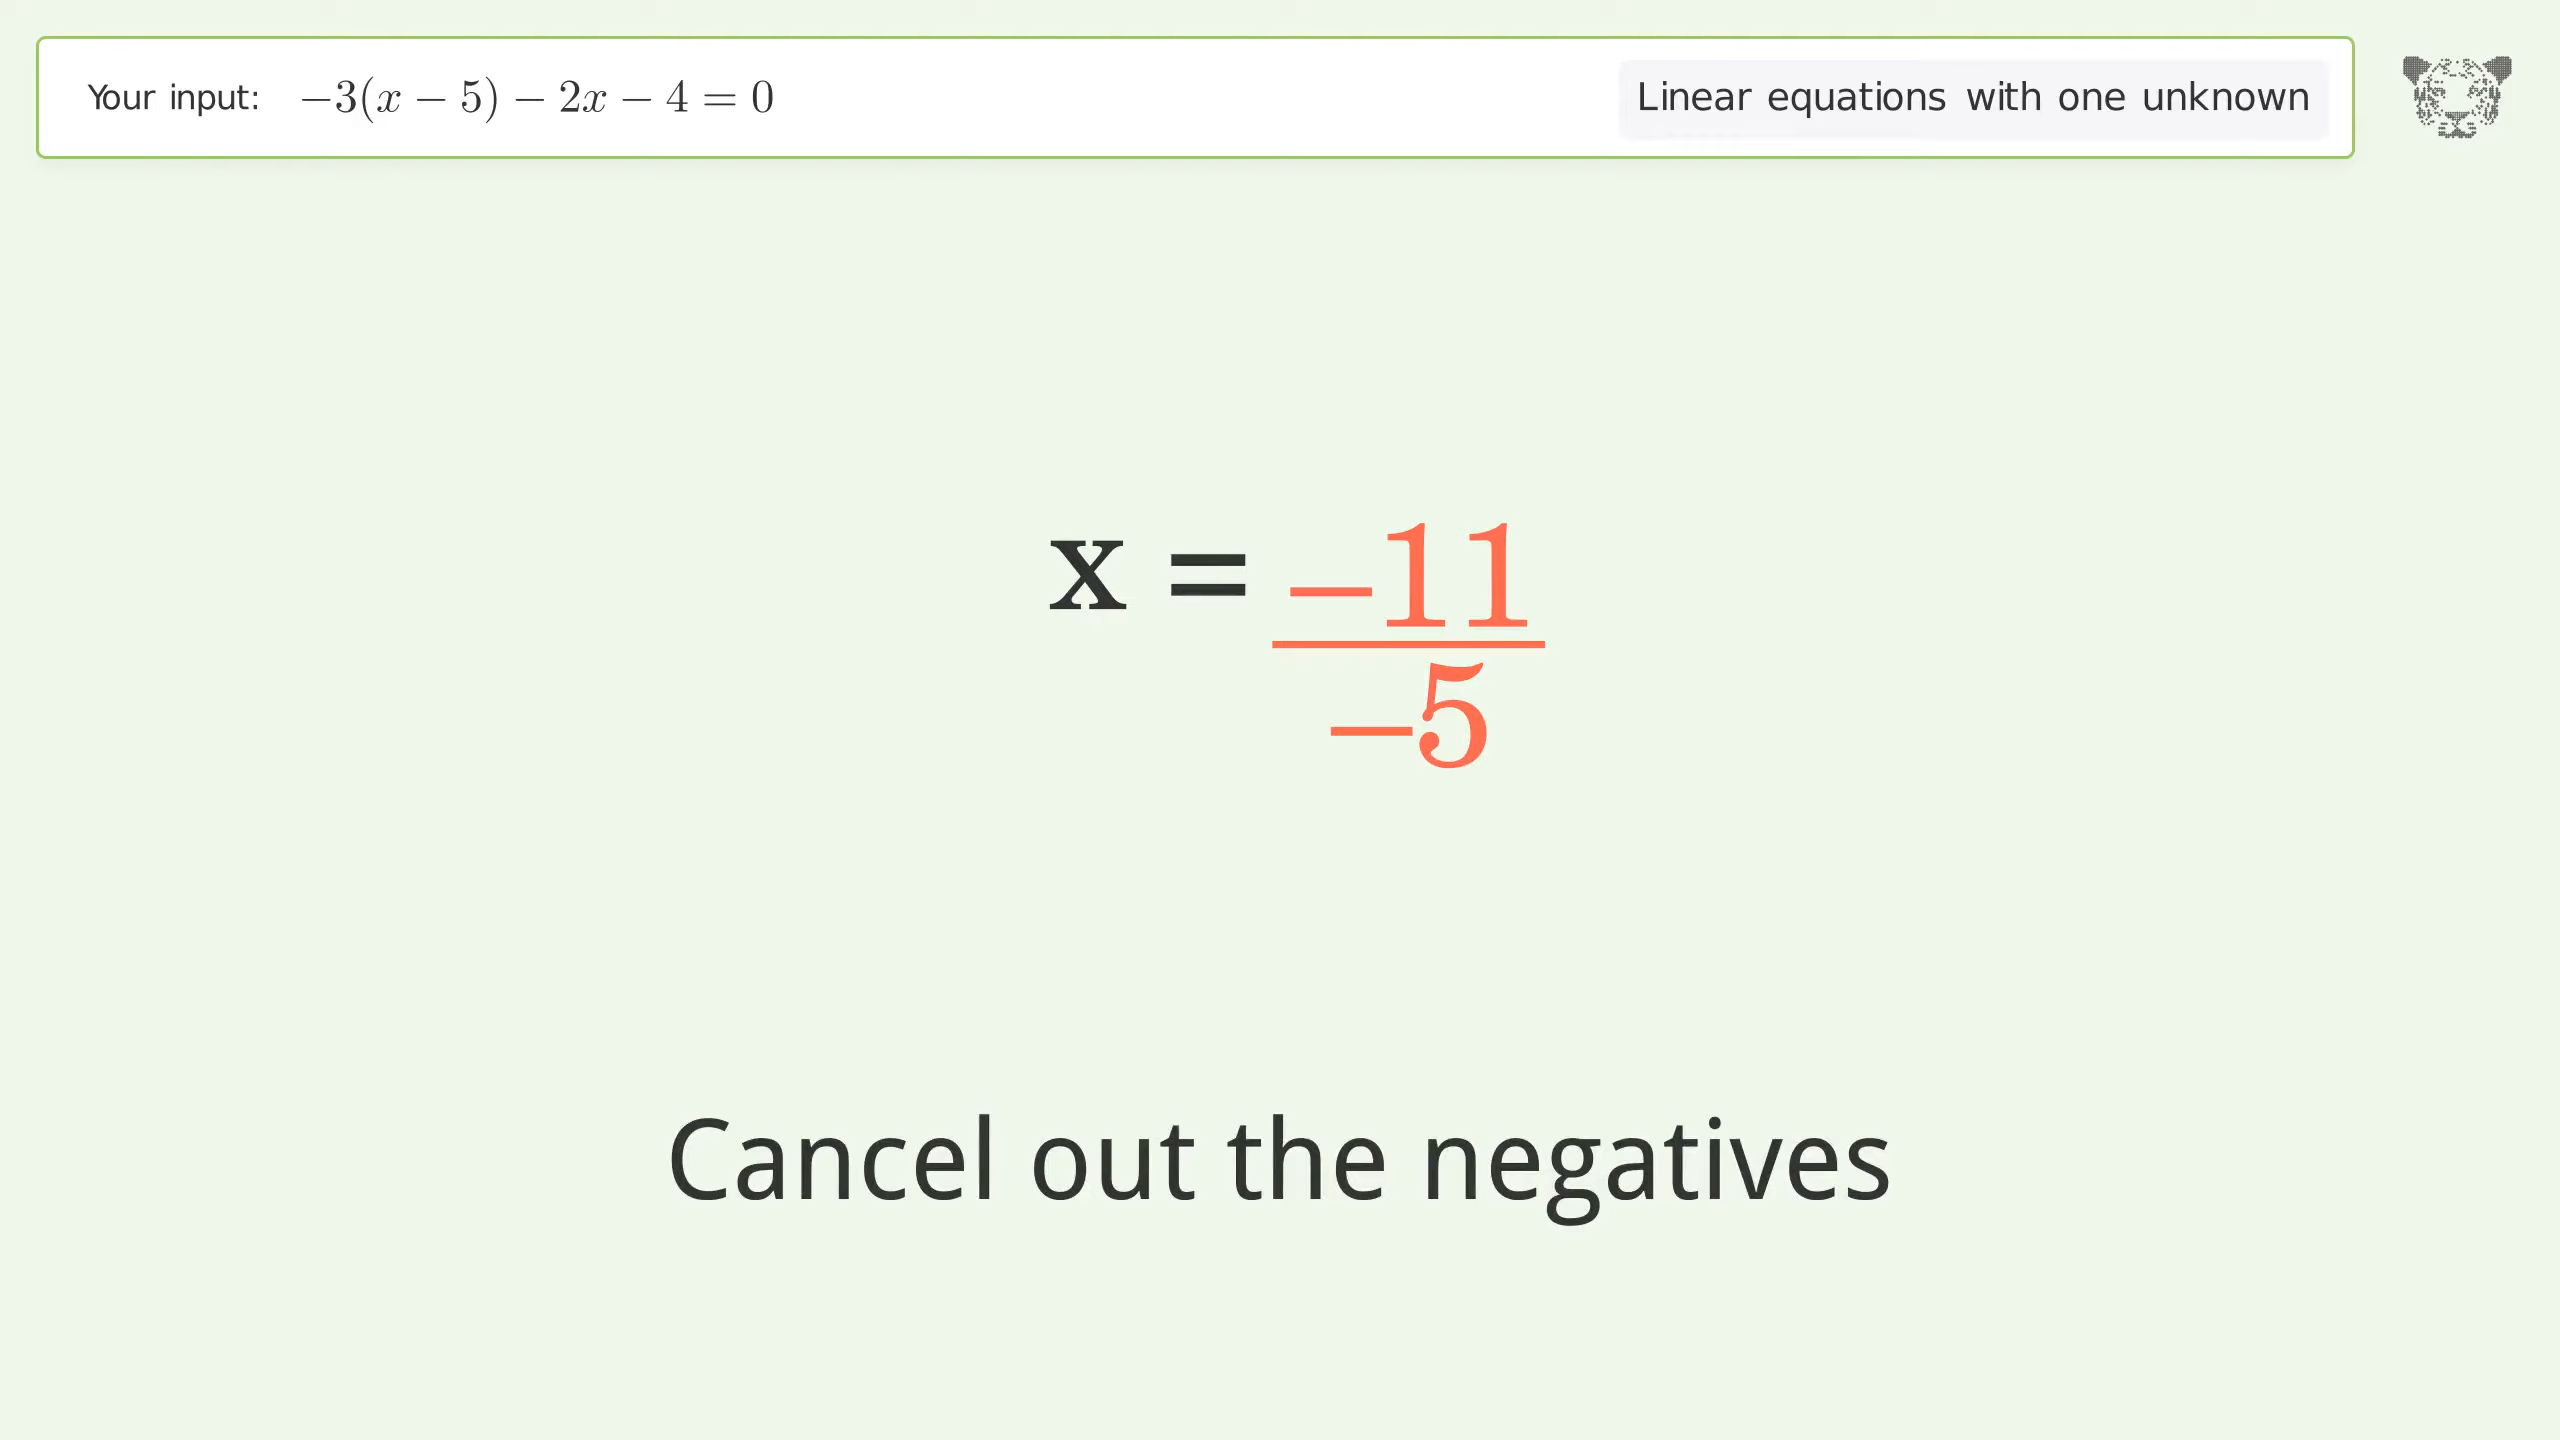 Your input: −3(x − 5) − 2x − 4 = 0
Linear equations with one unknown
x = −11/−5
Cancel out the negatives